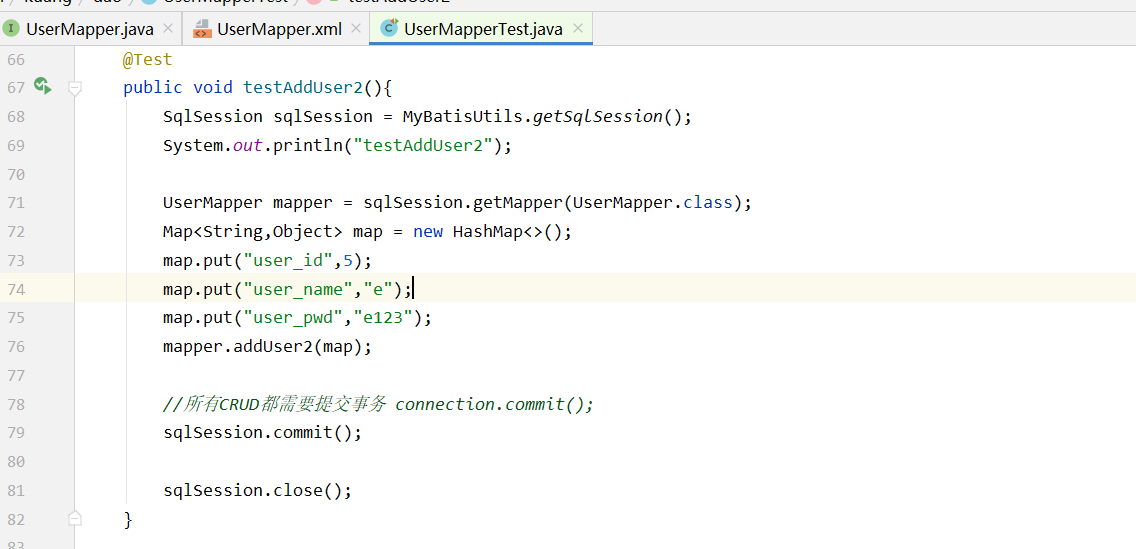 UserMapper.java UserMapper.xml UserMapperTest.java
66 @Test
67 public void testAddUser2(){
68 SqlSession sqlSession = MyBatisUtils.getSqlSession();
69 System.out.println("testAddUser2");
70
71 UserMapper mapper = sqlSession.getMapper(UserMapper.class);
72 Map<String,Object> map = new HashMap<>();
73 map.put("user_id",5);
74 map.put("user_name","e");
75 map.put("user_pwd","e123");
76 mapper.addUser2(map);
77
78 //所有CRUD都需要提交事务 connection.commit();
79 sqlSession.commit();
80
81 sqlSession.close();
82 }
83